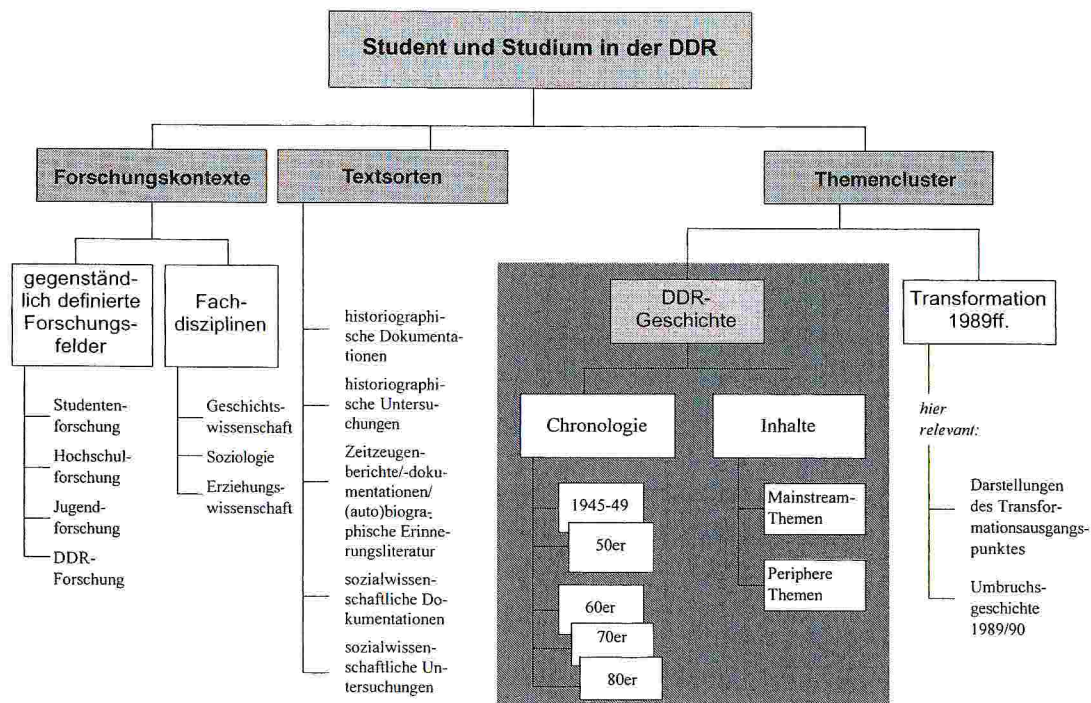 Student und Studium in der DDR
Forschungskontexte
Textsorten
Themencluster
gegenständ-
lich definierte
Forschungs-
felder
Fach-
disziplinen
Studenten-
forschung
Hochschul-
forschung
Jugend-
forschung
DDR-
Forschung
Geschichts-
wissenschaft
Soziologie
Erziehungs-
wissenschaft
historiographi-
sche Dokumenta-
tionen
historiographi-
sche Untersu-
chungen
Zeitzeugen-
berichte/-doku-
mentationen/
(auto)biogra-
phische Erinne-
rungsliteratur
sozialwissen-
schaftliche Do-
kumentationen
sozialwissen-
schaftliche Un-
tersuchungen
DDR-
Geschichte
Chronologie
1945-49
50er
60er
70er
80er
Inhalte
Mainstream-
Themen
Periphere
Themen
Transformation
1989ff.
hier
relevant:
Darstellungen
des Transfor-
mationsausgangs-
punktes
Umbruchs-
geschichte
1989/90